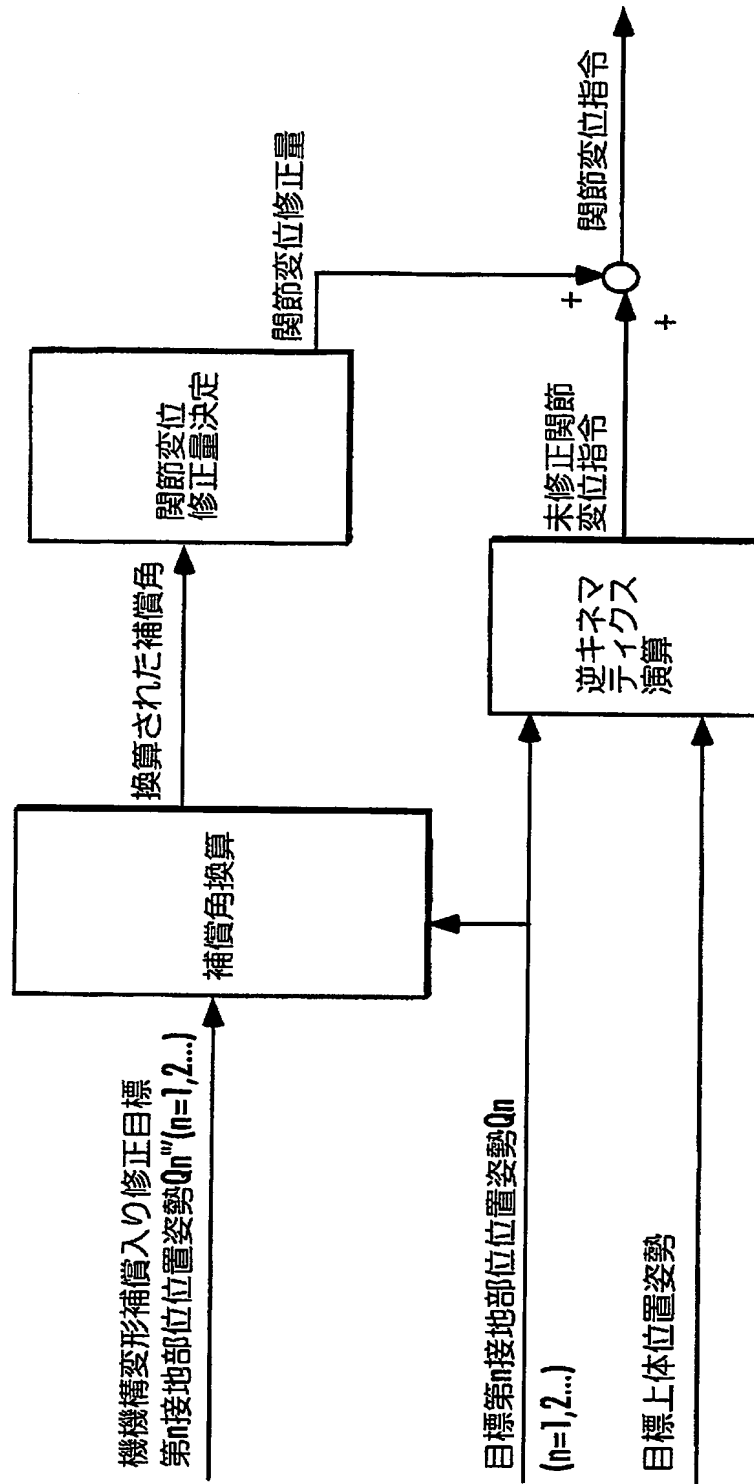 機機構変形補償入り修正目標
第n接地部位位置姿勢Qn'''(n=1,2...)
補償角換算
換算された補償角
関節変位
修正量決定
関節変位修正量
目標第n接地部位位置姿勢Qn
(n=1,2...)
目標上体位置姿勢
逆キネマ
ティクス
演算
未修正関節
変位指令
+
+
関節変位指令